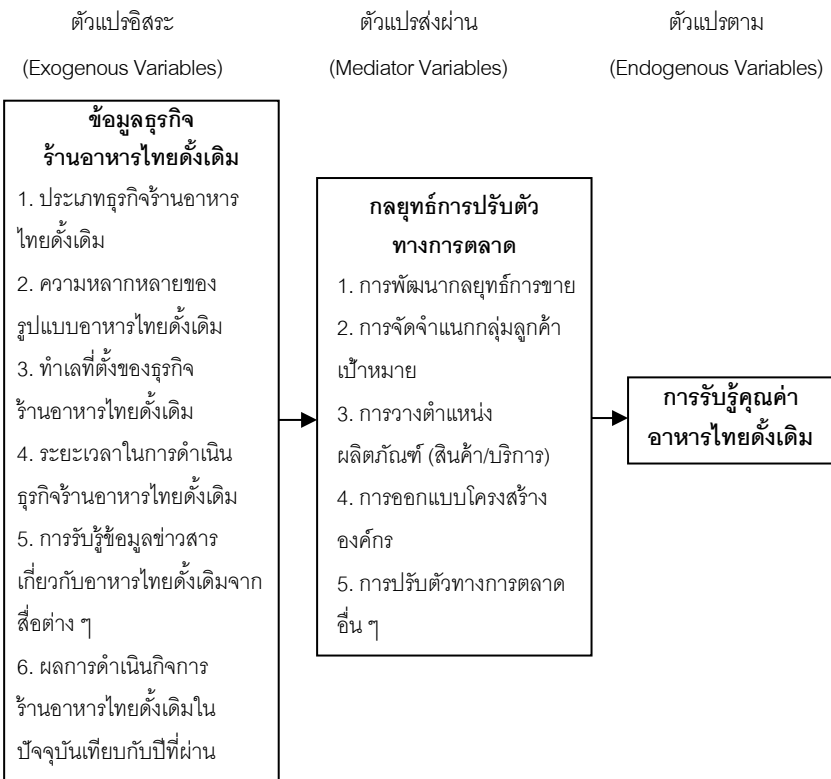 ตัวแปรอิสระ
(Exogenous Variables)
ตัวแปรส่งผ่าน
(Mediator Variables)
ตัวแปรตาม
(Endogenous Variables)
ข้อมูลธุรกิจ
ร้านอาหารไทยดั้งเดิม
1. ประเภทธุรกิจร้านอาหาร
ไทยดั้งเดิม
2. ความหลากหลายของ
รูปแบบอาหารไทยดั้งเดิม
3. ทำเลที่ตั้งของธุรกิจ
ร้านอาหารไทยดั้งเดิม
4. ระยะเวลาในการดำเนิน
ธุรกิจร้านอาหารไทยดั้งเดิม
5. การรับรู้ข้อมูลข่าวสาร
เกี่ยวกับอาหารไทยดั้งเดิมจาก
สื่อต่าง ๆ
6. ผลการดำเนินกิจการ
ร้านอาหารไทยดั้งเดิมใน
ปัจจุบันเทียบกับปีที่ผ่าน
กลยุทธ์การปรับตัว
ทางการตลาด
1. การพัฒนากลยุทธ์การขาย
2. การจัดจำแนกกลุ่มลูกค้า
เป้าหมาย
3. การวางตำแหน่ง
ผลิตภัณฑ์ (สินค้า/บริการ)
4. การออกแบบโครงสร้าง
องค์กร
5. การปรับตัวทางการตลาด
อื่น ๆ
การรับรู้คุณค่า
อาหารไทยดั้งเดิม